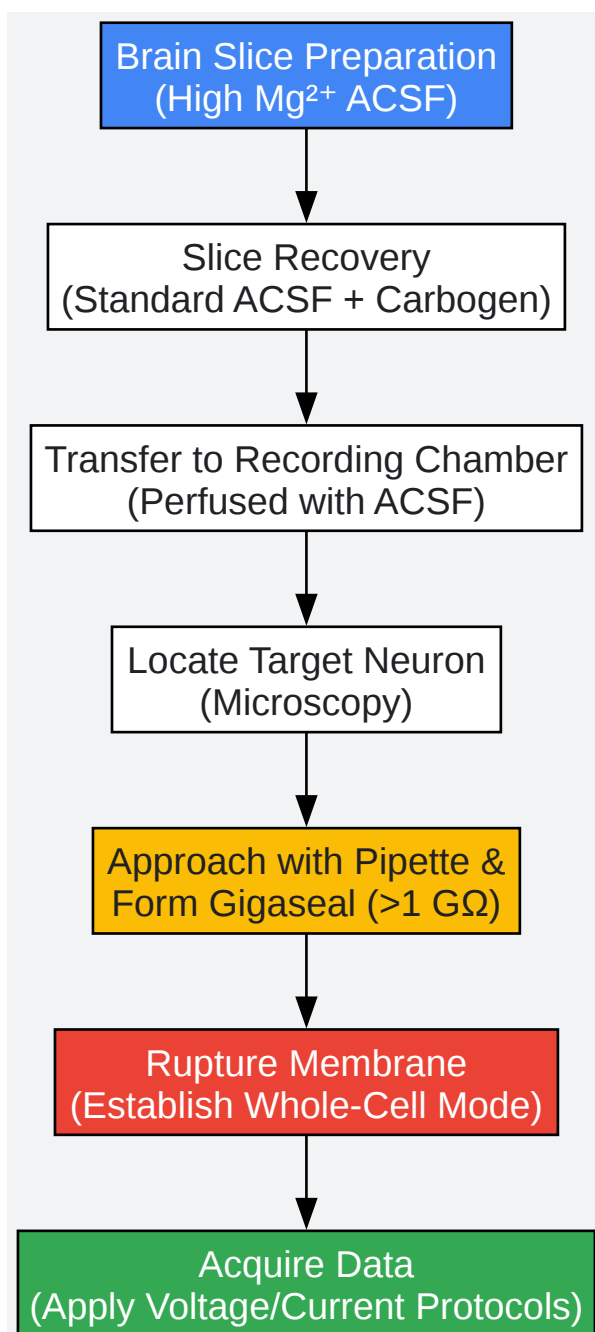 Brain Slice Preparation
(High Mg²⁺ ACSF)
Slice Recovery
(Standard ACSF + Carbogen)
Transfer to Recording Chamber
(Perfused with ACSF)
Locate Target Neuron
(Microscopy)
Approach with Pipette &
Form Gigaseal (>1 GΩ)
Rupture Membrane
(Establish Whole-Cell Mode)
Acquire Data
(Apply Voltage/Current Protocols)